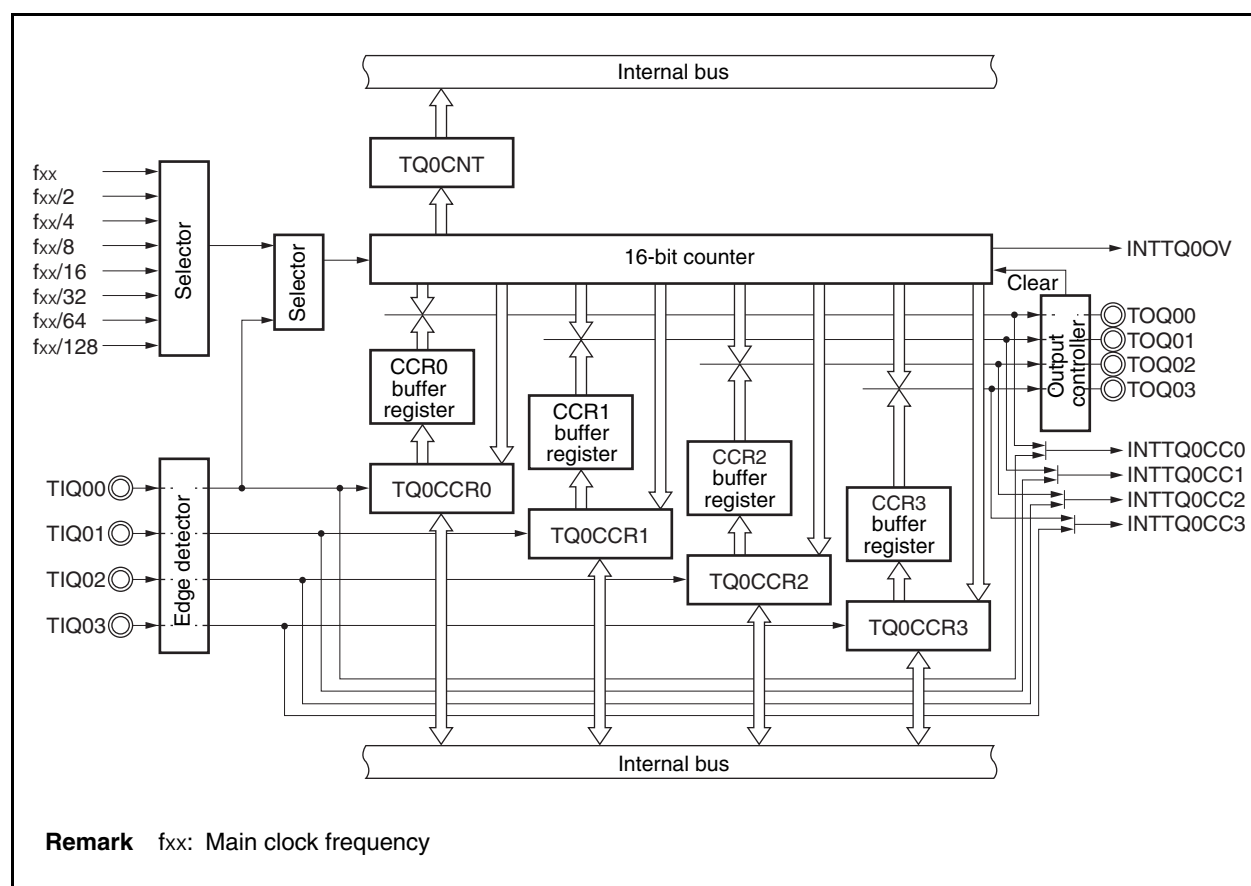 Internal bus
TQ0CNT
fxx
fxx/2
fxx/4
fxx/8
fxx/16
fxx/32
fxx/64
fxx/128
Selector
Selector
16-bit counter
INTTQ0OV
Clear
Output
controller
TOQ00
TOQ01
TOQ02
TOQ03
CCR0
buffer
register
CCR1
buffer
register
CCR2
buffer
register
CCR3
buffer
register
INTTQ0CC0
INTTQ0CC1
INTTQ0CC2
INTTQ0CC3
TIQ00
TIQ01
TIQ02
TIQ03
Edge detector
TQ0CCR0
TQ0CCR1
TQ0CCR2
TQ0CCR3
Internal bus
Remark fxx: Main clock frequency